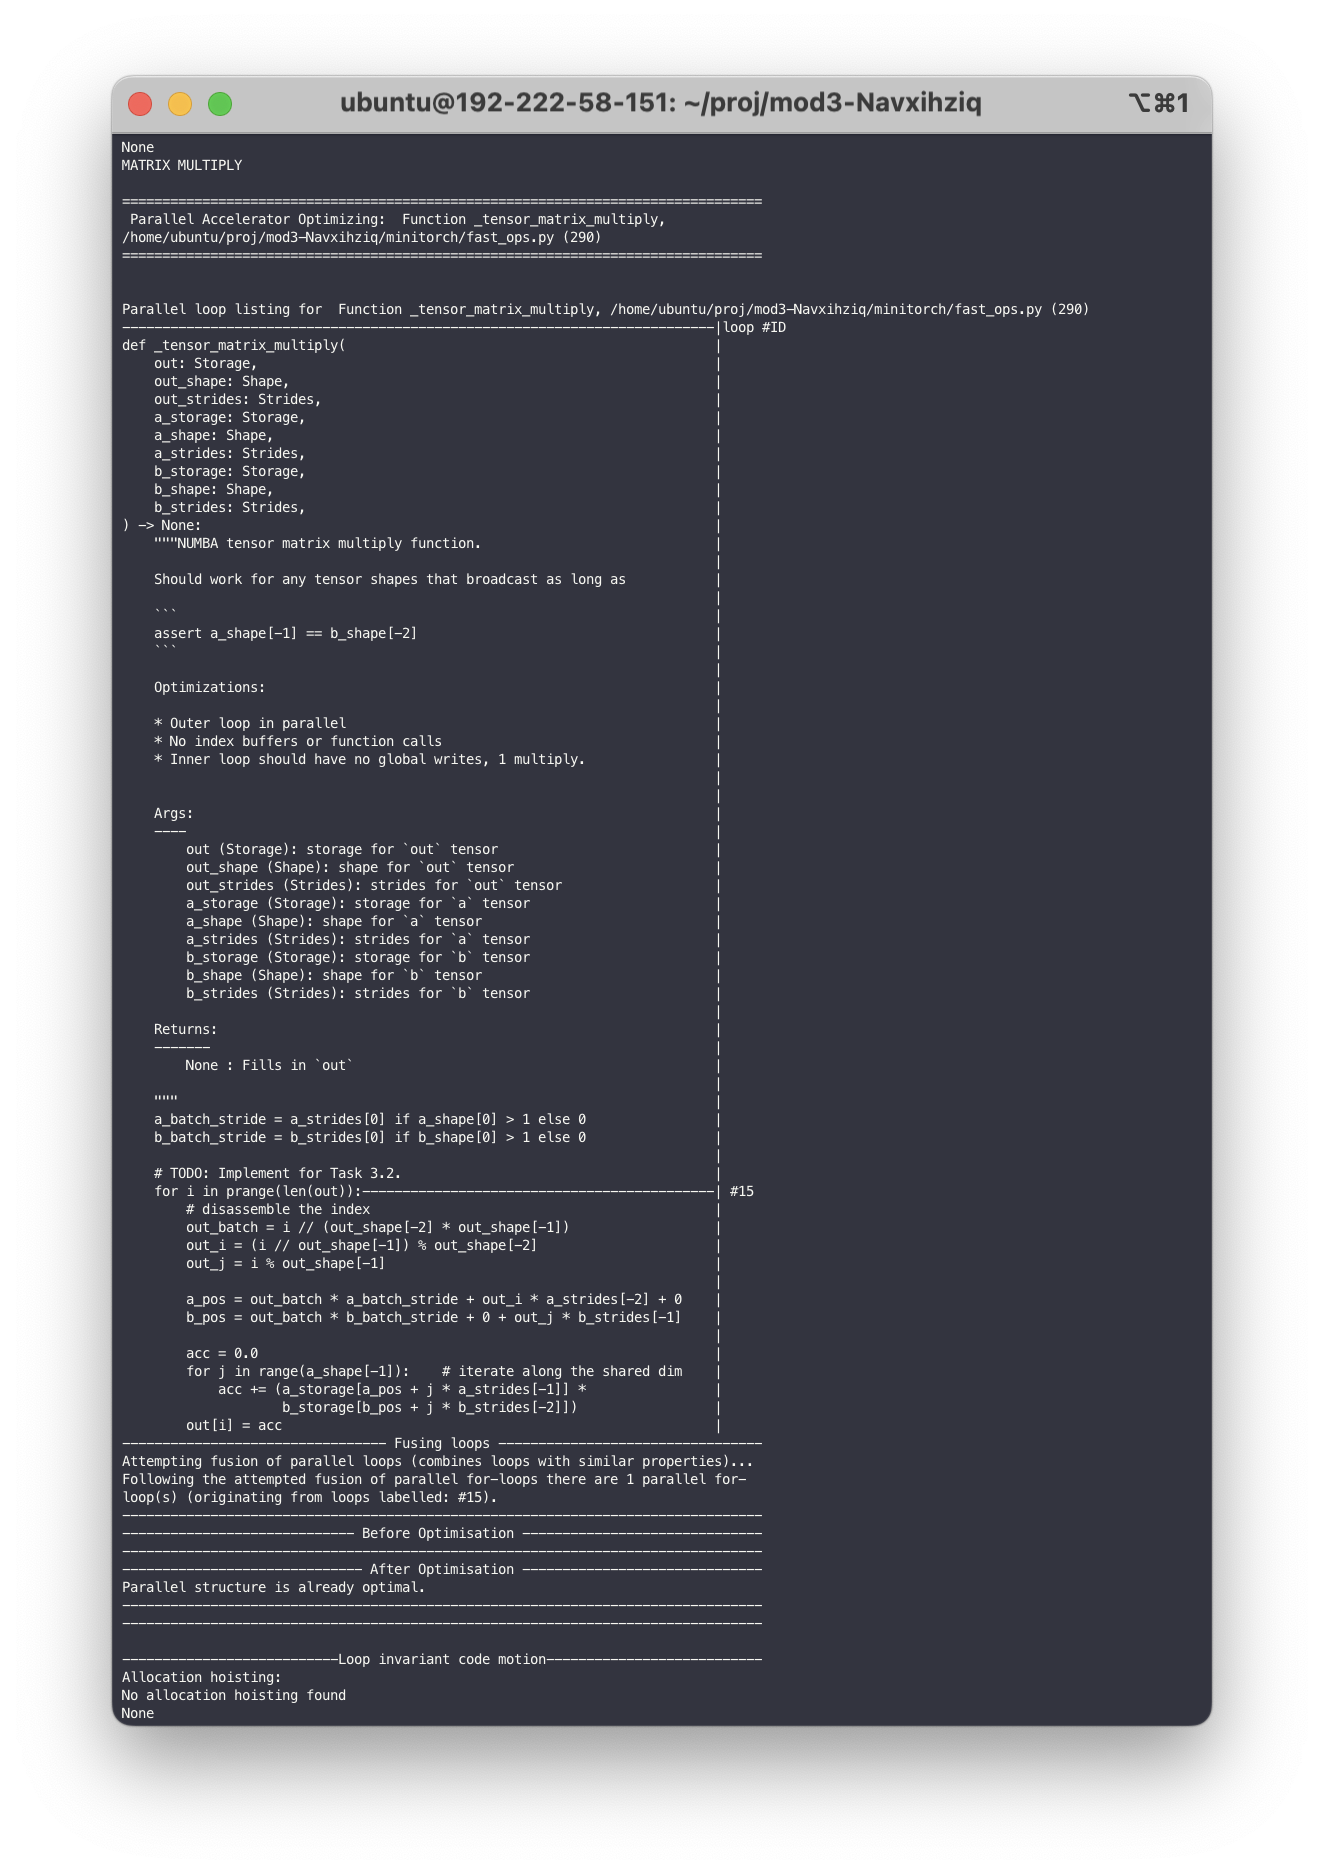 ubuntu@192-222-58-151: ~/proj/mod3-Navxihziq ⌥⌘1
None
MATRIX MULTIPLY
================================================================================
 Parallel Accelerator Optimizing:  Function _tensor_matrix_multiply,
/home/ubuntu/proj/mod3-Navxihziq/minitorch/fast_ops.py (290)
================================================================================
Parallel loop listing for  Function _tensor_matrix_multiply, /home/ubuntu/proj/mod3-Navxihziq/minitorch/fast_ops.py (290)
--------------------------------------------------------------------------|loop #ID
def _tensor_matrix_multiply(                                              |
    out: Storage,                                                         |
    out_shape: Shape,                                                     |
    out_strides: Strides,                                                 |
    a_storage: Storage,                                                   |
    a_shape: Shape,                                                       |
    a_strides: Strides,                                                   |
    b_storage: Storage,                                                   |
    b_shape: Shape,                                                       |
    b_strides: Strides,                                                   |
) -> None:                                                                |
    """NUMBA tensor matrix multiply function.                             |
                                                                          |
    Should work for any tensor shapes that broadcast as long as           |
                                                                          |
    ```                                                                   |
    assert a_shape[-1] == b_shape[-2]                                     |
    ```                                                                   |
                                                                          |
    Optimizations:                                                        |
                                                                          |
    * Outer loop in parallel                                              |
    * No index buffers or function calls                                  |
    * Inner loop should have no global writes, 1 multiply.                |
                                                                          |
                                                                          |
    Args:                                                                 |
    ----                                                                  |
        out (Storage): storage for `out` tensor                           |
        out_shape (Shape): shape for `out` tensor                         |
        out_strides (Strides): strides for `out` tensor                   |
        a_storage (Storage): storage for `a` tensor                       |
        a_shape (Shape): shape for `a` tensor                             |
        a_strides (Strides): strides for `a` tensor                       |
        b_storage (Storage): storage for `b` tensor                       |
        b_shape (Shape): shape for `b` tensor                             |
        b_strides (Strides): strides for `b` tensor                       |
                                                                          |
    Returns:                                                              |
    -------                                                               |
        None : Fills in `out`                                             |
                                                                          |
    """                                                                   |
    a_batch_stride = a_strides[0] if a_shape[0] > 1 else 0                |
    b_batch_stride = b_strides[0] if b_shape[0] > 1 else 0                |
                                                                          |
    # TODO: Implement for Task 3.2.                                       |
    for i in prange(len(out)):--------------------------------------------| #15
        # disassemble the index                                           |
        out_batch = i // (out_shape[-2] * out_shape[-1])                  |
        out_i = (i // out_shape[-1]) % out_shape[-2]                      |
        out_j = i % out_shape[-1]                                         |
                                                                          |
        a_pos = out_batch * a_batch_stride + out_i * a_strides[-2] + 0    |
        b_pos = out_batch * b_batch_stride + 0 + out_j * b_strides[-1]    |
                                                                          |
        acc = 0.0                                                         |
        for j in range(a_shape[-1]):    # iterate along the shared dim    |
            acc += (a_storage[a_pos + j * a_strides[-1]] *                |
                    b_storage[b_pos + j * b_strides[-2]])                 |
        out[i] = acc                                                      |
--------------------------------- Fusing loops ---------------------------------
Attempting fusion of parallel loops (combines loops with similar properties)...
Following the attempted fusion of parallel for-loops there are 1 parallel for-
loop(s) (originating from loops labelled: #15).
--------------------------------------------------------------------------------
----------------------------- Before Optimisation ------------------------------
--------------------------------------------------------------------------------
------------------------------ After Optimisation ------------------------------
Parallel structure is already optimal.
--------------------------------------------------------------------------------
--------------------------------------------------------------------------------
---------------------------Loop invariant code motion---------------------------
Allocation hoisting:
No allocation hoisting found
None